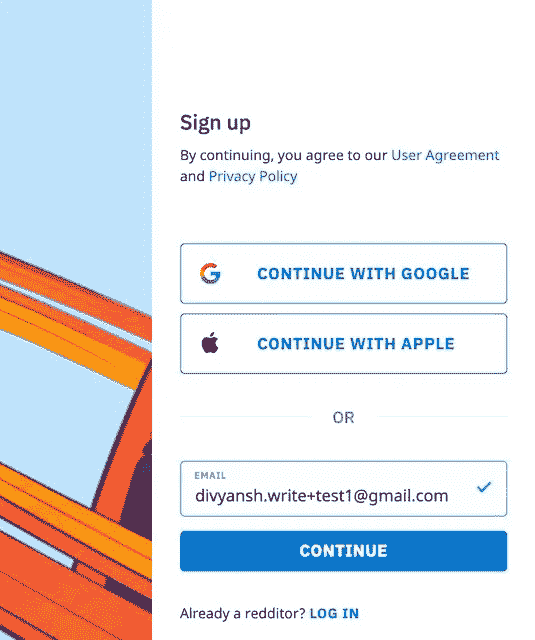 Sign up
By continuing, you agree to our User Agreement
and Privacy Policy
CONTINUE WITH GOOGLE
CONTINUE WITH APPLE
OR
EMAIL
divyansh.write+test1@gmail.com
CONTINUE
Already a redditor? LOG IN